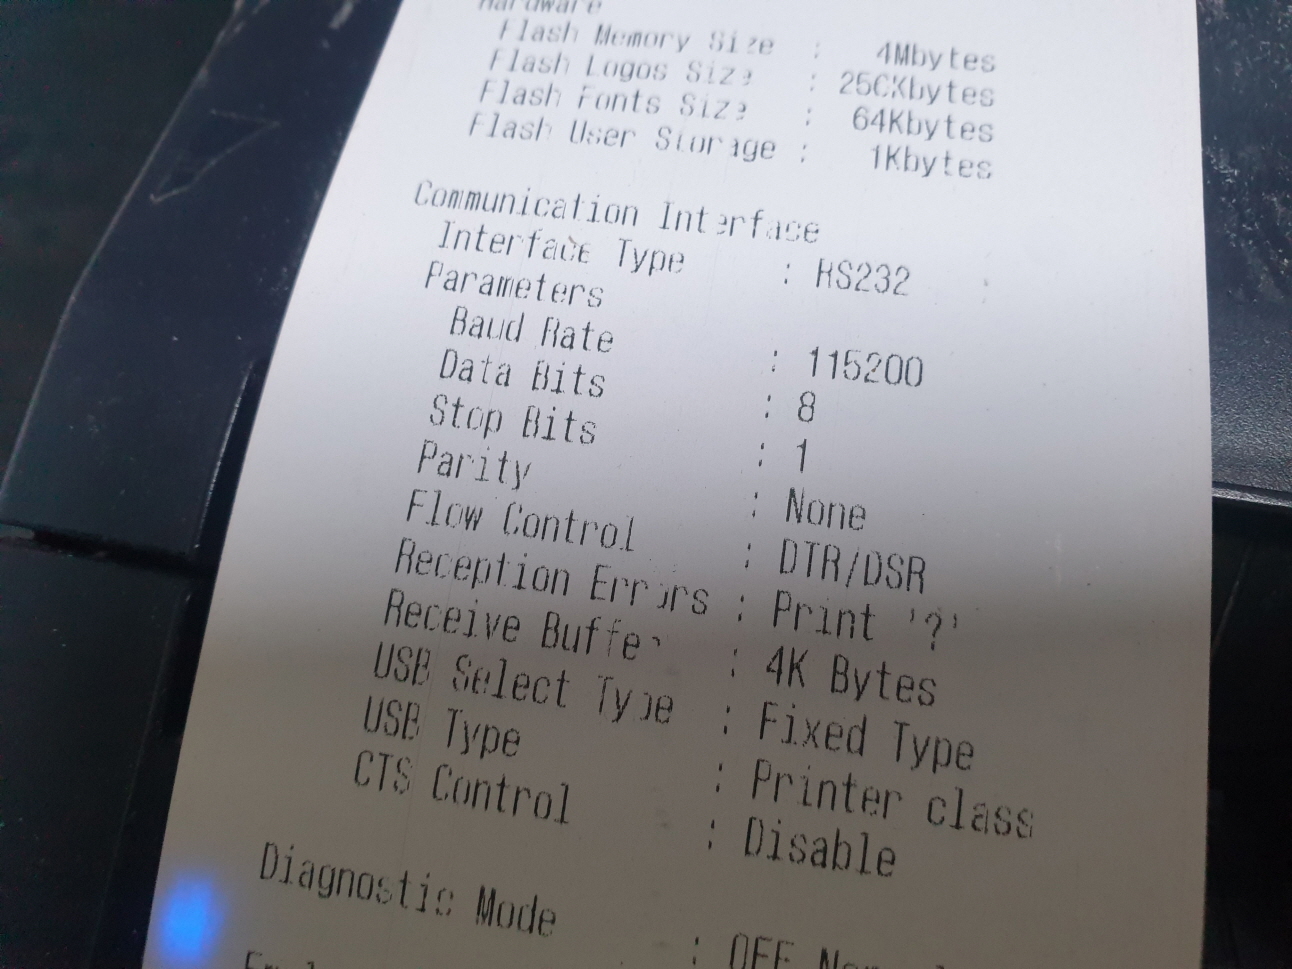 Hardware
Flash Memory Size : 4Mbytes
Flash Logos Size : 256Kbytes
Flash Fonts Size : 64Kbytes
Flash User Storage : 1Kbytes
Communication Interface
Interface Type : RS232
Parameters
Baud Rate : 115200
Data Bits : 8
Stop Bits : 1
Parity : None
Flow Control : DTR/DSR
Reception Errors : Print '?'
Receive Buffer : 4K Bytes
USB Select Type : Fixed Type
USB Type : Printer class
CTS Control : Disable
Diagnostic Mode : OFF